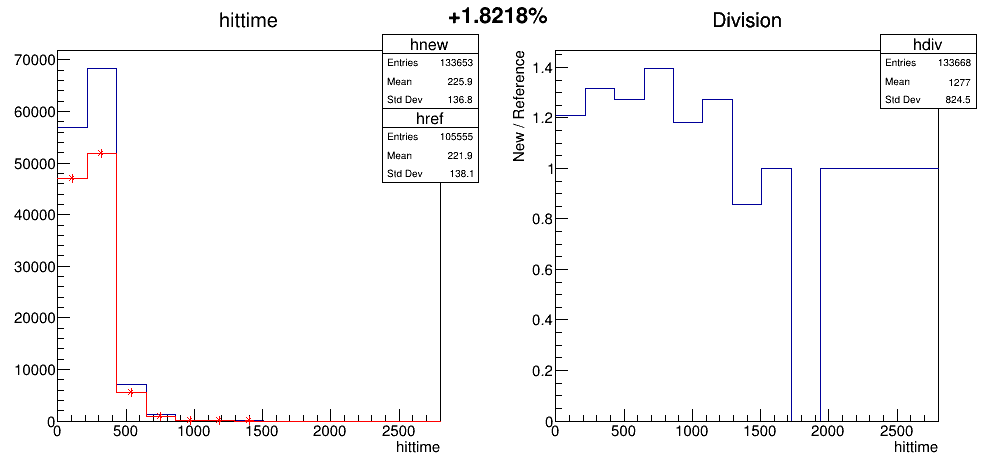 +1.8218%
hittime
hnew
Entries 133653
Mean 225.9
Std Dev 136.8
href
Entries 105555
Mean 221.9
Std Dev 138.1
70000
60000
50000
40000
30000
20000
10000
0
0 500 1000 1500 2000 2500
hittime
Division
hdiv
Entries 133668
Mean 1277
Std Dev 824.5
New / Reference
1.4
1.2
1
0.8
0.6
0.4
0.2
0
0 500 1000 1500 2000 2500
hittime